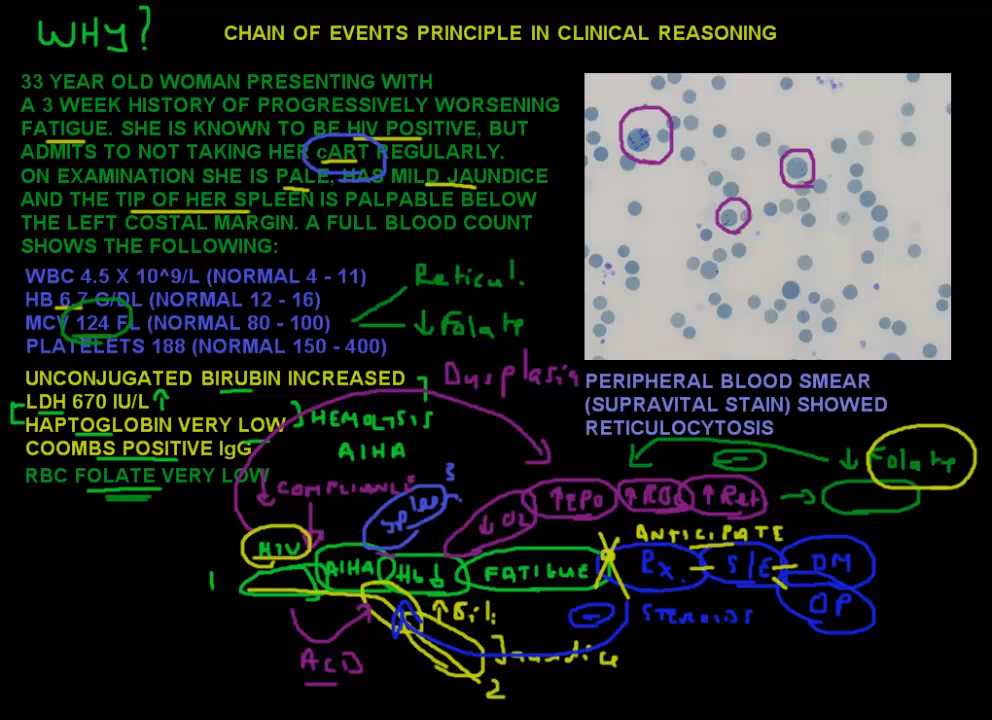 WHY?
CHAIN OF EVENTS PRINCIPLE IN CLINICAL REASONING
33 YEAR OLD WOMAN PRESENTING WITH
A 3 WEEK HISTORY OF PROGRESSIVELY WORSENING
FATIGUE. SHE IS KNOWN TO BE HIV POSITIVE, BUT
ADMITS TO NOT TAKING HER cART REGULARLY.
ON EXAMINATION SHE IS PALE, HAS MILD JAUNDICE
AND THE TIP OF HER SPLEEN IS PALPABLE BELOW
THE LEFT COSTAL MARGIN. A FULL BLOOD COUNT
SHOWS THE FOLLOWING:
WBC 4.5 X 10^9/L (NORMAL 4 - 11)
HB 6.7 G/DL (NORMAL 12 - 16)
MCV 124 FL (NORMAL 80 - 100)
PLATELETS 188 (NORMAL 150 - 400)
Reticul.
↓ Folate
UNCONJUGATED BIRUBIN INCREASED
LDH 670 IU/L ↑
HAPTOGLOBIN VERY LOW
COOMBS POSITIVE IgG
RBC FOLATE VERY LOW
HEMOLYSIS
AIHA
Dysplasia
PERIPHERAL BLOOD SMEAR
(SUPRAVITAL STAIN) SHOWED
RETICULOCYTOSIS
↓ Folate
COMPLIANCE
Spleen 3
↓ O2
↑ EPO
↑ Ret
ANTICIPATE
HIV
1
AIHA
Hb ↓
FATIGUE
Rx.
S/E
DM
OP
↑ Bil.
STEROIDS
ACD
Jaundice
2